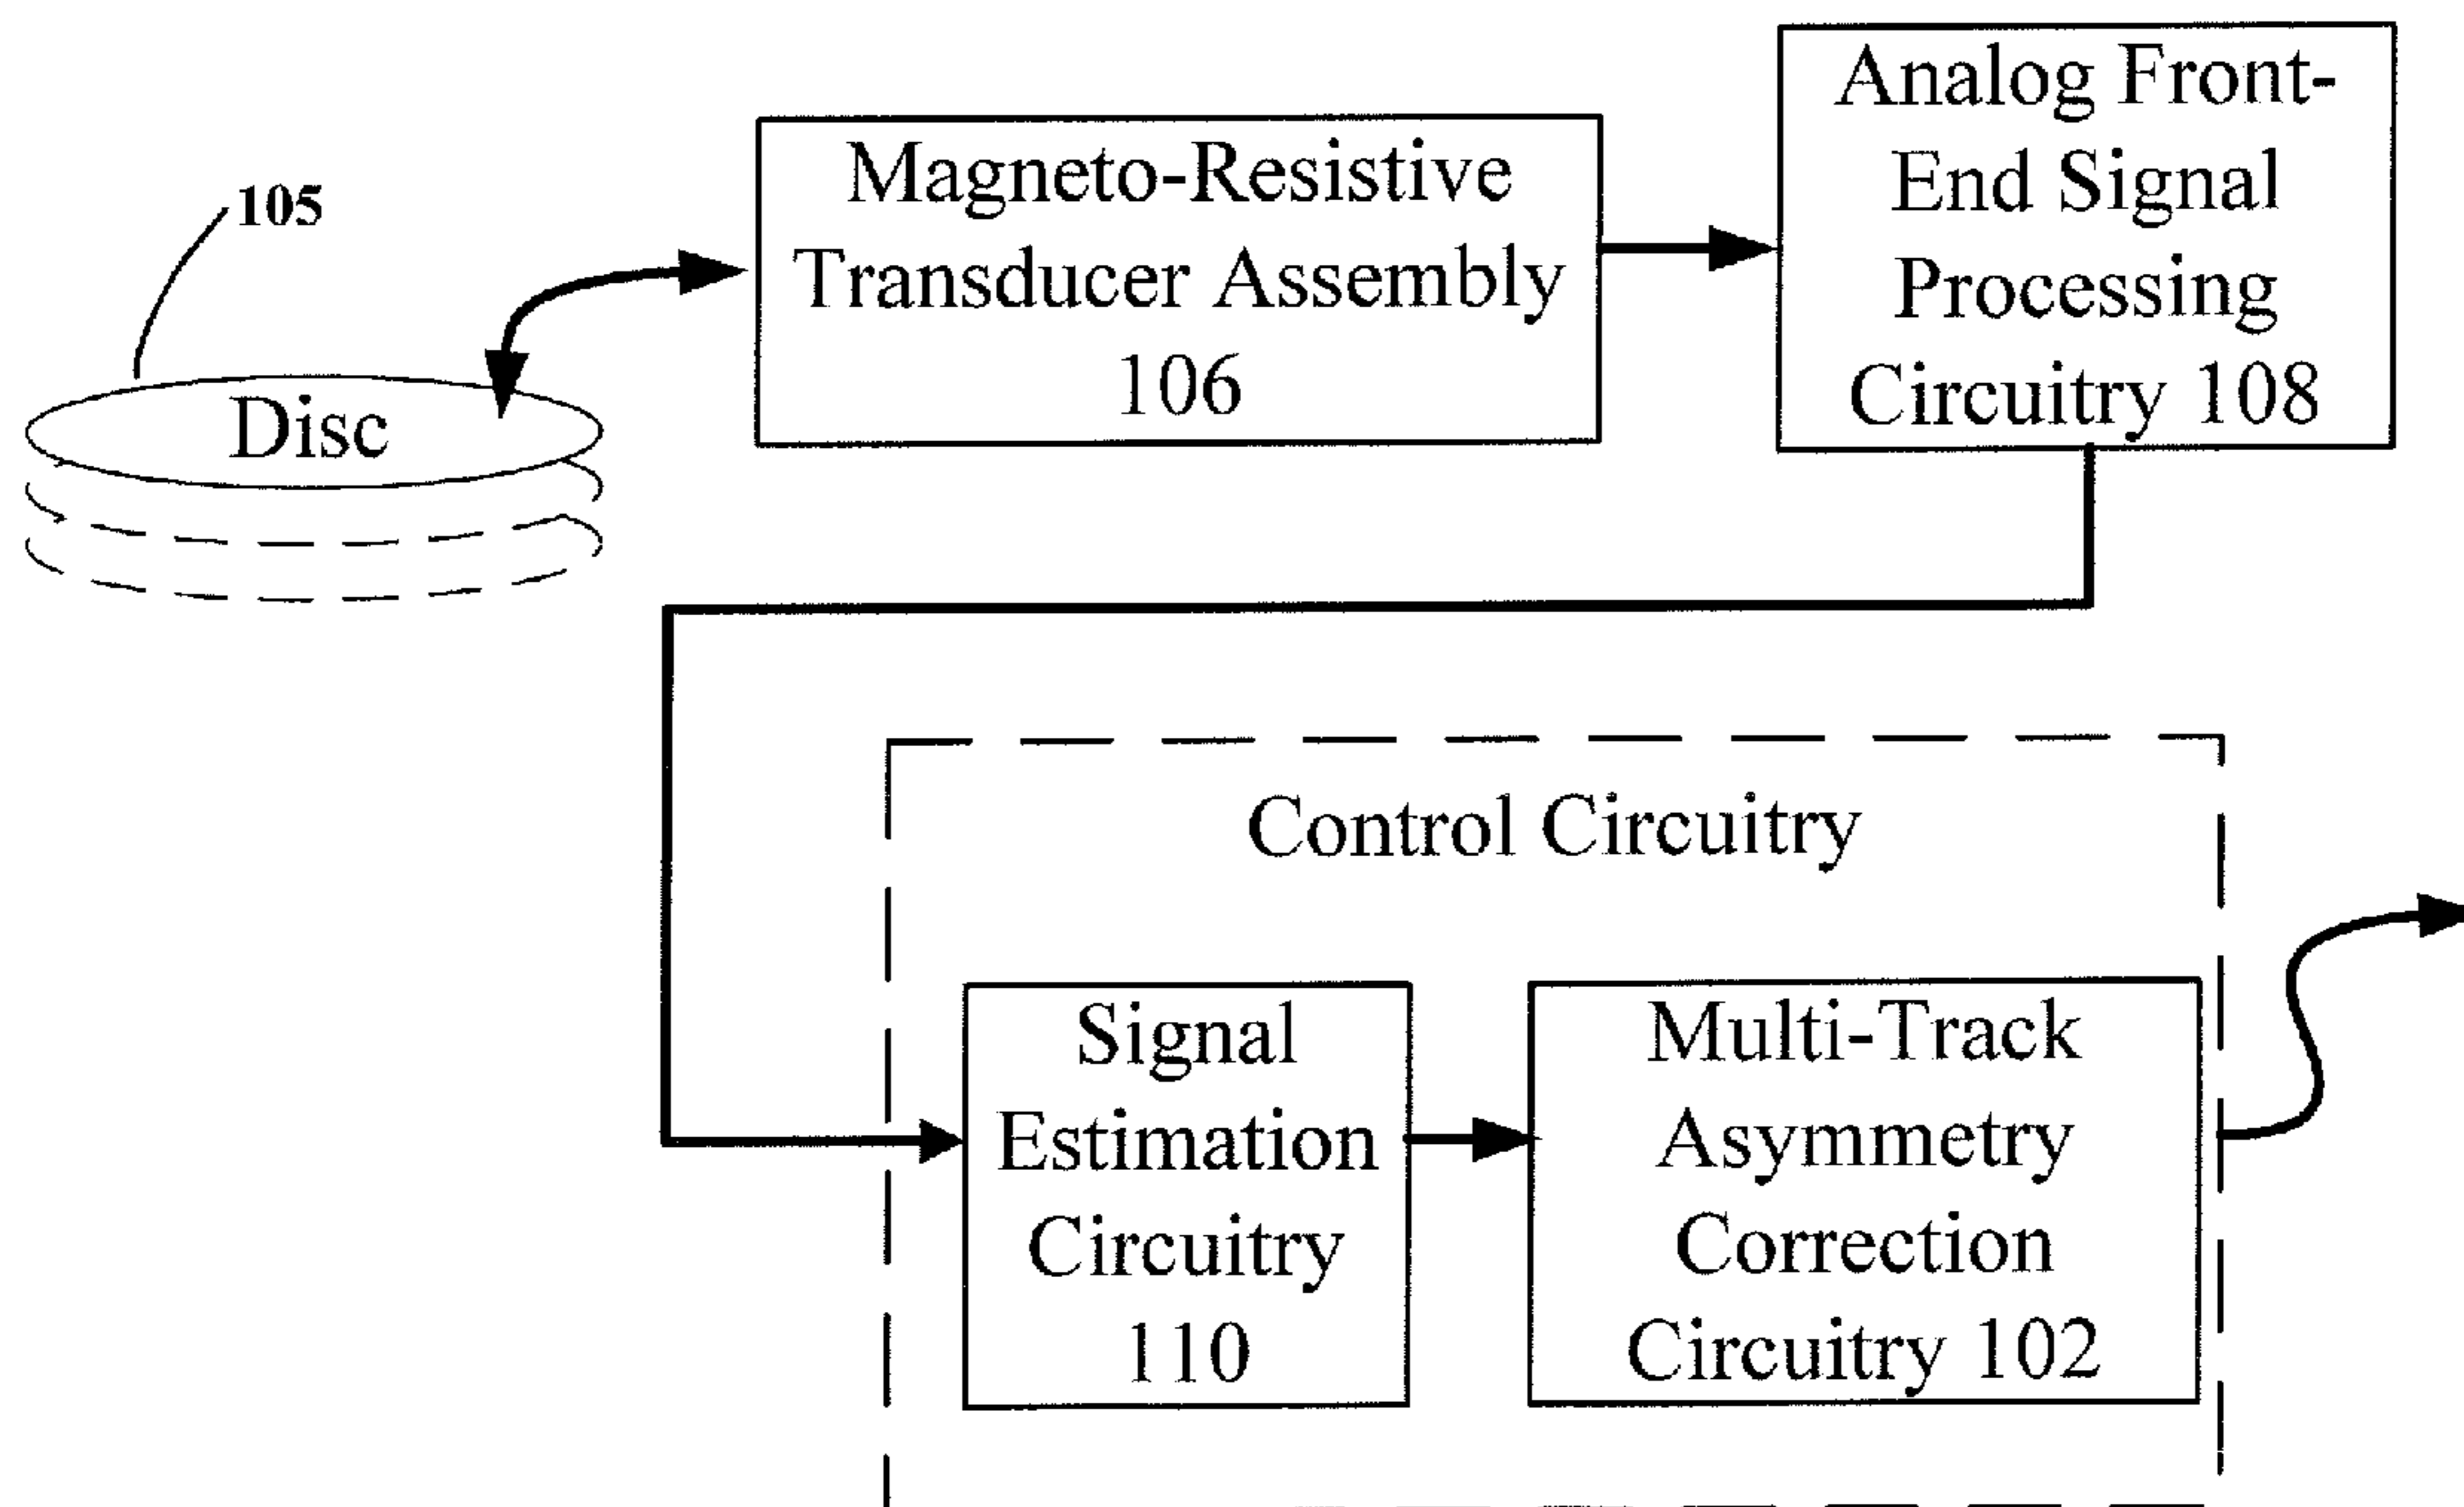 105
Disc
Magneto-Resistive
Transducer Assembly
106
Analog Front-
End Signal
Processing
Circuitry 108
Control Circuitry
Signal
Estimation
Circuitry
110
Multi-Track
Asymmetry
Correction
Circuitry 102